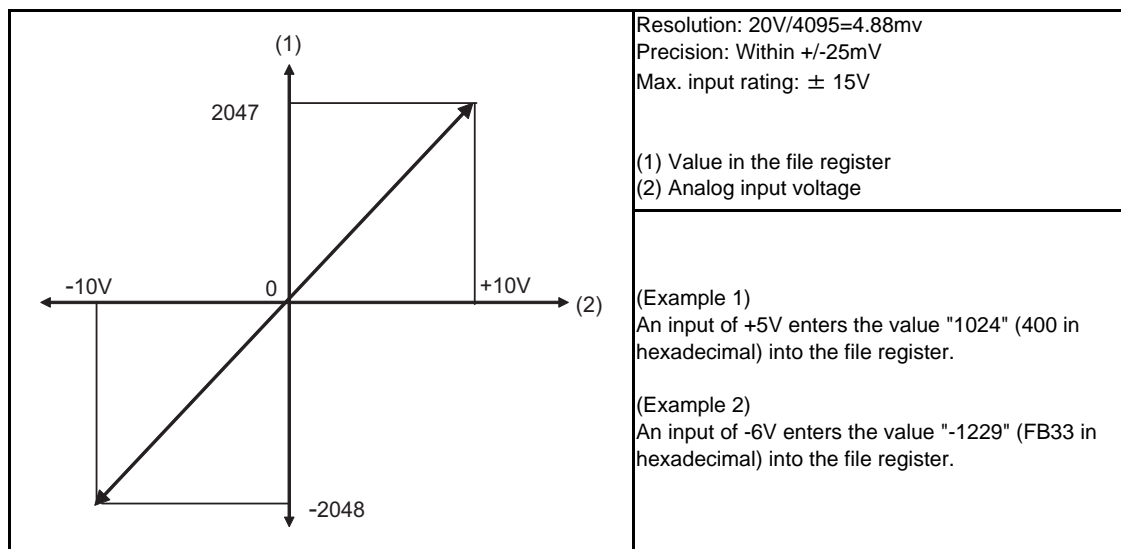 (1)
2047
-10V
0
+10V
(2)
-2048
Resolution: 20V/4095=4.88mv
Precision: Within +/-25mV
Max. input rating: ± 15V
(1) Value in the file register
(2) Analog input voltage
(Example 1)
An input of +5V enters the value "1024" (400 in
hexadecimal) into the file register.
(Example 2)
An input of -6V enters the value "-1229" (FB33 in
hexadecimal) into the file register.